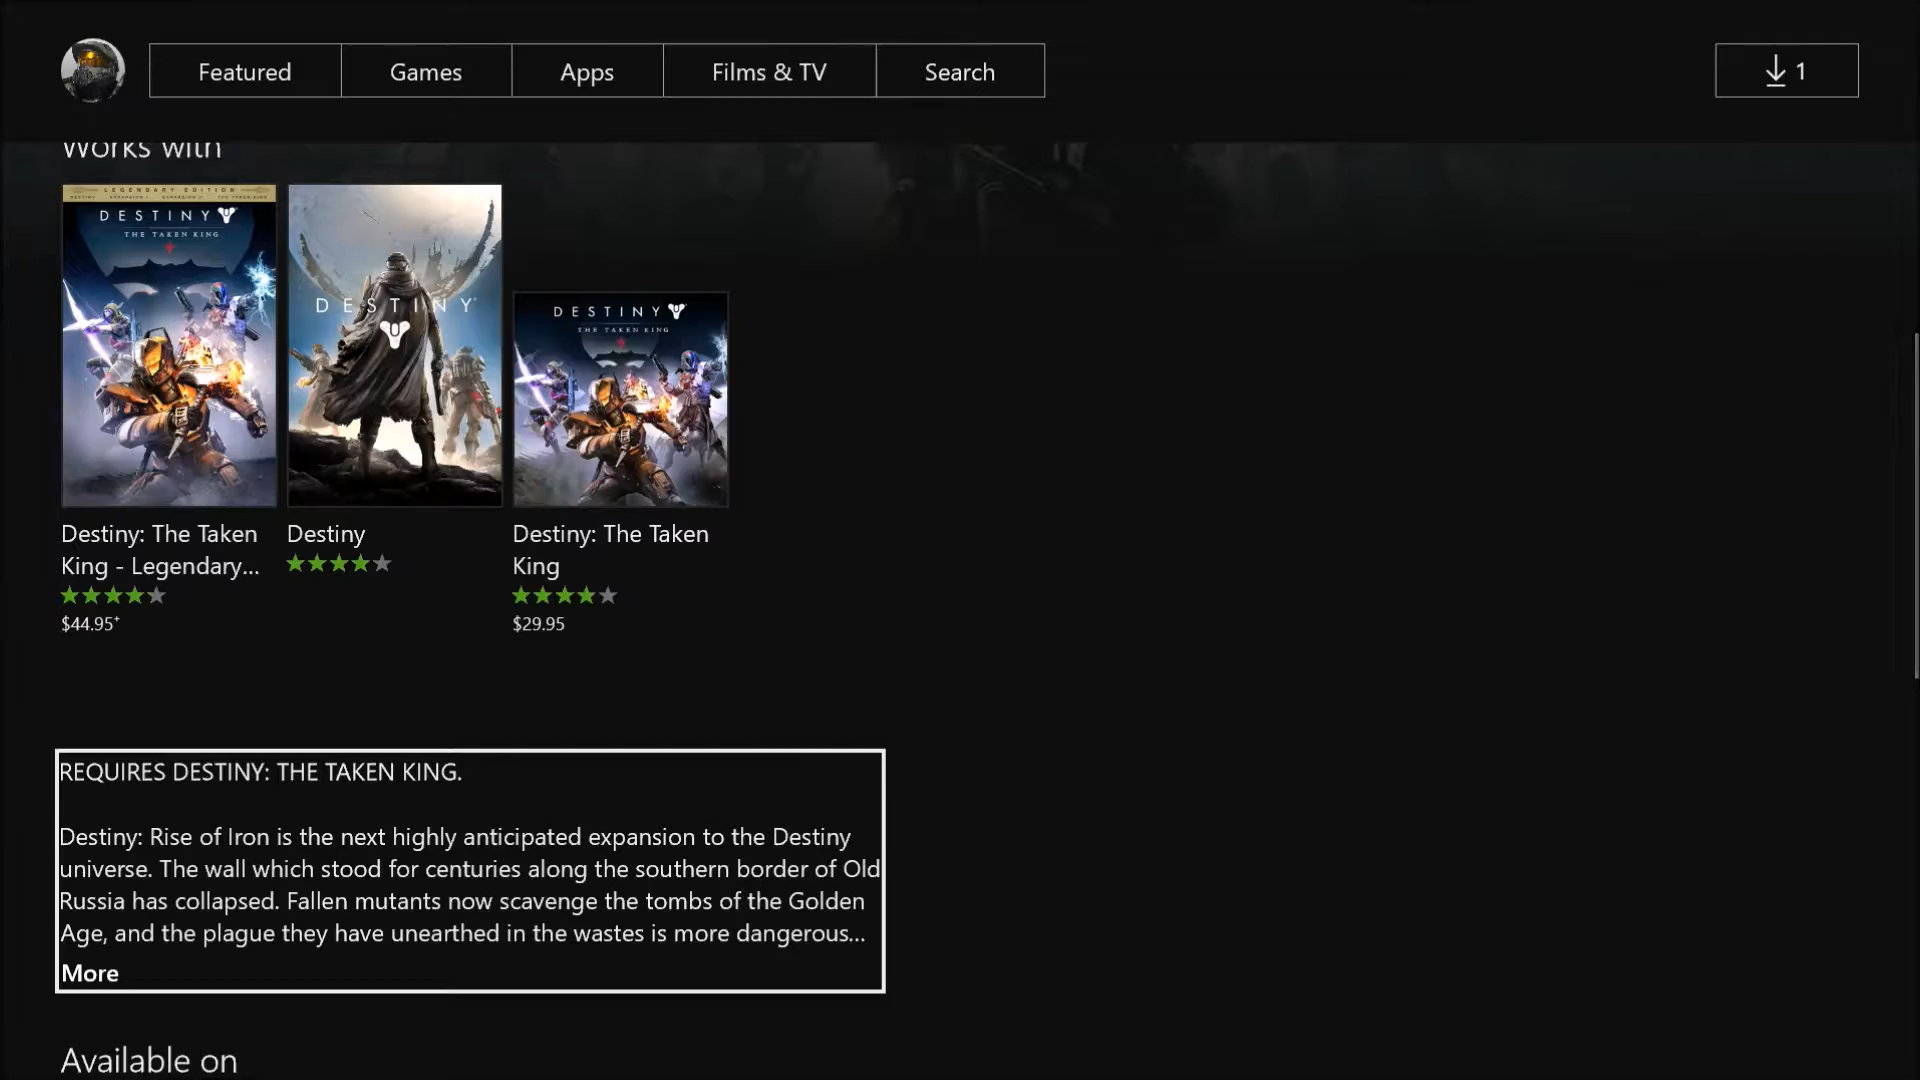 Featured
Games
Apps
Films & TV
Search
1
Works with
LEGENDARY EDITION
DESTINY
THE TAKEN KING
DESTINY
DESTINY
THE TAKEN KING
Destiny: The Taken
King - Legendary...
$44.95+
Destiny
Destiny: The Taken
King
$29.95
REQUIRES DESTINY: THE TAKEN KING.
Destiny: Rise of Iron is the next highly anticipated expansion to the Destiny
universe. The wall which stood for centuries along the southern border of Old
Russia has collapsed. Fallen mutants now scavenge the tombs of the Golden
Age, and the plague they have unearthed in the wastes is more dangerous...
More
Available on